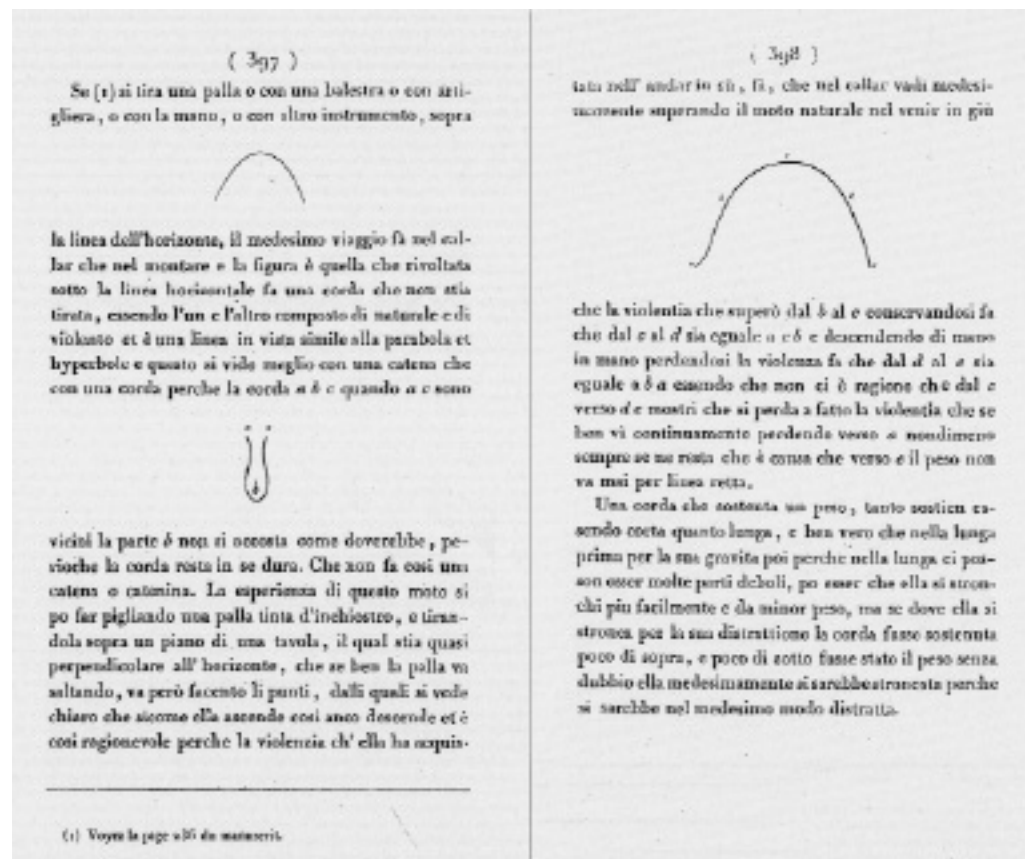 ( 397 )
Se (1) si tira una palla o con una balestra o con arti-
gliera, o con la mano, o con altro instrumento, sopra
la linea dell'horizonte, il medesimo viaggio fà nel cal-
lar che nel montare e la figura è quella che rivoltata
sotto la linea horizontale fa una corda che non stia
tirata, essendo l'un e l'altro composto di naturale e di
violento et è una linea in vista simile alla parabola et
hyperbole e questo si vide meglio con una catena che
con una corda perche la corda a b c quando a c sono
vicini la parte b non si accosta come doverebbe, pe-
rioche la corda resta in se dura. Che non fa cosi una
catena o catenina. La esperienza di questo moto si
po far pigliando una palla tinta d'inchiostro, e tiran-
dola sopra un piano di una tavola, il qual stia quasi
perpendicolare all' horizonte, che se ben la palla va
saltando, va però facento li punti, dalli quali si vede
chiaro che sicome ella ascende cosi anco descende et è
cosi ragionevole perche la violencia ch' ella ha acquis-
(1) Voyez la page du manuscrit.
( 398 )
tata nell' andar in sù, fà, che nel callar vadi medesi-
mamente superando il moto naturale nel venir in giù
che la violentia che superò dal b al c conservandosi fa
che dal c al d sia eguale a c b e descendendo di mano
in mano perdendosi la violenza fa che dal d al e sia
eguale a b a essendo che non ci è ragione che dal c
verso d e mostri che si perda a fatto la violentia che se
ben vi continuamente perdendo verso e nondimeno
sempre se ne resta che è causa che verso e il peso non
va mai per linea retta.
Una corda che sostenta un peso, tanto sostien es-
sendo corta quanto longa, e ben vero che nella longa
prima per la sua gravita poi perche nella longa ci pos-
son esser molte parti deboli, po esser che ella si stron-
chi piu facilmente e da minor peso, ma se dove ella si
stronca per la sua distrattione la corda fusse sostenuta
poco di sopra, e poco di sotto fusse stato il peso senza
dubbio ella medesimamente si sarebbe stroncata perche
si sarebbe nel medesimo modo distratta.